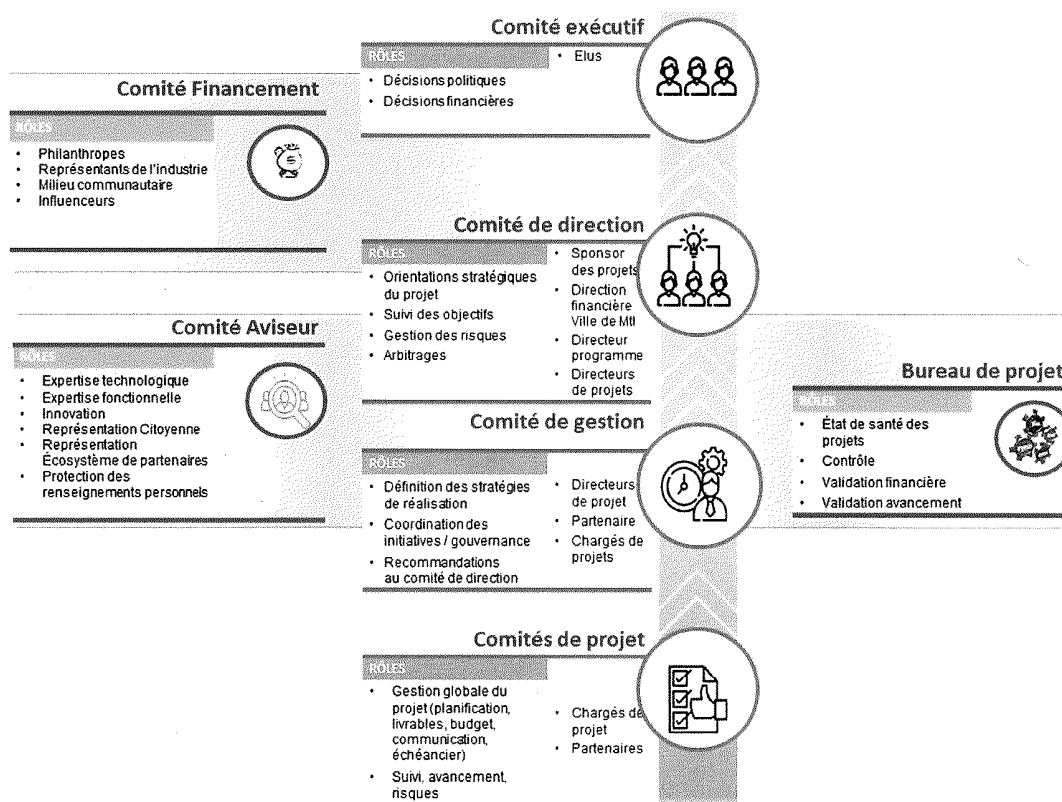 Comité exécutif
RÔLES
• Décisions politiques
• Décisions financières
• Elus
Comité Financement
RÔLES
• Philanthropes
• Représentants de l'industrie
• Milieu communautaire
• Influenceurs
Comité de direction
RÔLES
• Orientations stratégiques
du projet
• Suivi des objectifs
• Gestion des risques
• Arbitrages
• Sponsor
des projets
• Direction
financière
Ville de Mtl
• Directeur
programme
• Directeurs
de projets
Comité Aviseur
RÔLES
• Expertise technologique
• Expertise fonctionnelle
• Innovation
• Représentation Citoyenne
• Représentation
Écosystème de partenaires
• Protection des
renseignements personnels
Bureau de projet
RÔLES
• État de santé des
projets
• Contrôle
• Validation financière
• Validation avancement
Comité de gestion
RÔLES
• Définition des stratégies
de réalisation
• Coordination des
initiatives / gouvernance
• Recommandations
au comité de direction
• Directeurs
de projet
• Partenaire
• Chargés de
projets
Comités de projet
RÔLES
• Gestion globale du
projet (planification,
livrables, budget,
communication,
échéancier)
• Suivi, avancement,
risques
• Chargés de
projet
• Partenaires